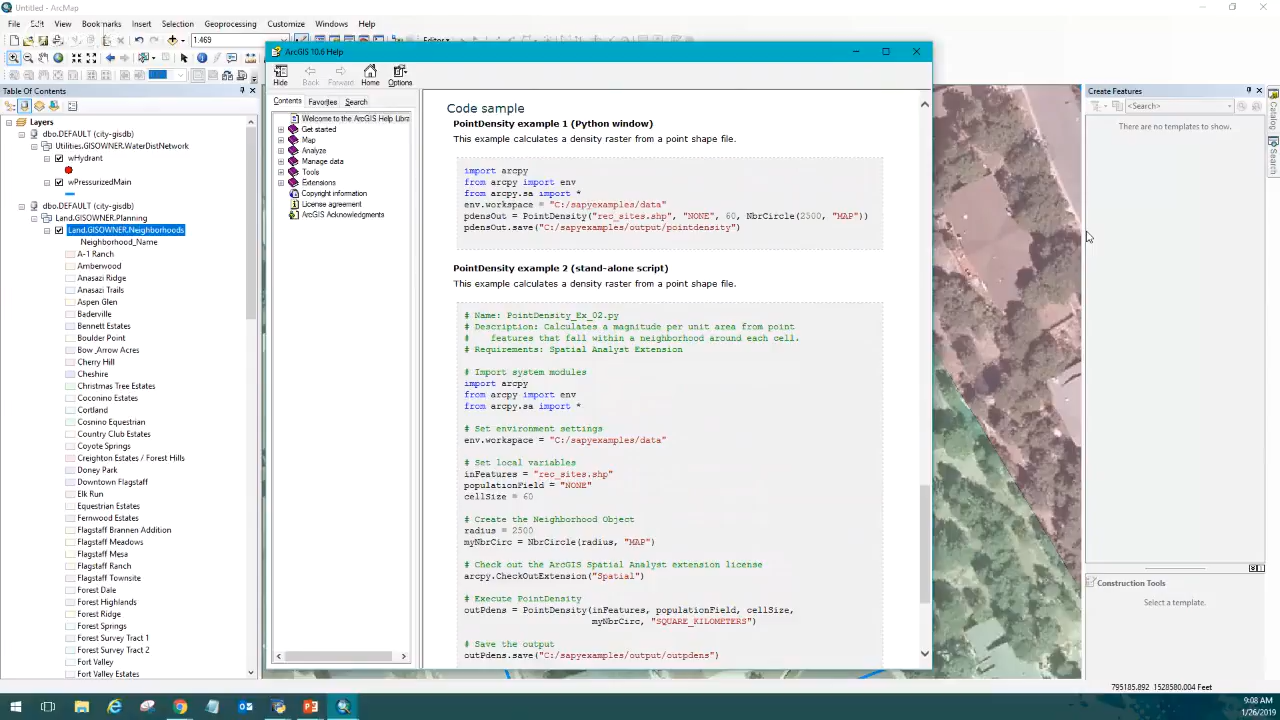 Untitled - ArcMap
File Edit View Bookmarks Insert Selection Geoprocessing Customize Windows Help
1:469
Table Of Contents
Layers
dbo.DEFAULT (city-gisdb)
Utilities.GISOWNER.WaterDistNetwork
wHydrant
wPressurizedMain
dbo.DEFAULT (city-gisdb)
Land.GISOWNER.Planning
Land.GISOWNER.Neighborhoods
Neighborhood_Name
A-1 Ranch
Amberwood
Anasazi Ridge
Anasazi Trails
Aspen Glen
Baderville
Bennett Estates
Boulder Point
Bow_Arrow Acres
Cherry Hill
Cheshire
Christmas Tree Estates
Coconino Estates
Cortland
Cosnino Equestrian
Country Club Estates
Coyote Springs
Creighton Estates / Forest Hills
Doney Park
Downtown Flagstaff
Elk Run
Equestrian Estates
Fernwood Estates
Flagstaff Brannen Addition
Flagstaff Meadows
Flagstaff Mesa
Flagstaff Ranch
Flagstaff Townsite
Forest Dale
Forest Highlands
Forest Ridge
Forest Springs
Forest Survey Tract 1
Forest Survey Tract 2
Fort Valley
Fort Valley Estates
ArcGIS 10.6 Help
Hide Back Forward Home Options
Contents Favorites Search
Welcome to the ArcGIS Help Libra
Get started
Map
Analyze
Manage data
Tools
Extensions
Copyright information
License agreement
ArcGIS Acknowledgments
Code sample
PointDensity example 1 (Python window)
This example calculates a density raster from a point shape file.
import arcpy
from arcpy import env
from arcpy.sa import *
env.workspace = "C:/sapyexamples/data"
pdensOut = PointDensity("rec_sites.shp", "NONE", 60, NbrCircle(2500, "MAP"))
pdensOut.save("C:/sapyexamples/output/pointdensity")
PointDensity example 2 (stand-alone script)
This example calculates a density raster from a point shape file.
# Name: PointDensity_Ex_02.py
# Description: Calculates a magnitude per unit area from point
# features that fall within a neighborhood around each cell.
# Requirements: Spatial Analyst Extension
# Import system modules
import arcpy
from arcpy import env
from arcpy.sa import *
# Set environment settings
env.workspace = "C:/sapyexamples/data"
# Set local variables
inFeatures = "rec_sites.shp"
populationField = "NONE"
cellSize = 60
# Create the Neighborhood Object
radius = 2500
myNbrCirc = NbrCircle(radius, "MAP")
# Check out the ArcGIS Spatial Analyst extension license
arcpy.CheckOutExtension("Spatial")
# Execute PointDensity
outPdens = PointDensity(inFeatures, populationField, cellSize,
myNbrCirc, "SQUARE_KILOMETERS")
# Save the output
outPdens.save("C:/sapyexamples/output/outpdens")
Create Features
<Search>
There are no templates to show.
Construction Tools
Select a template.
Catalog
Search
795185.892 1528580.004 Feet
9:08 AM
1/26/2019